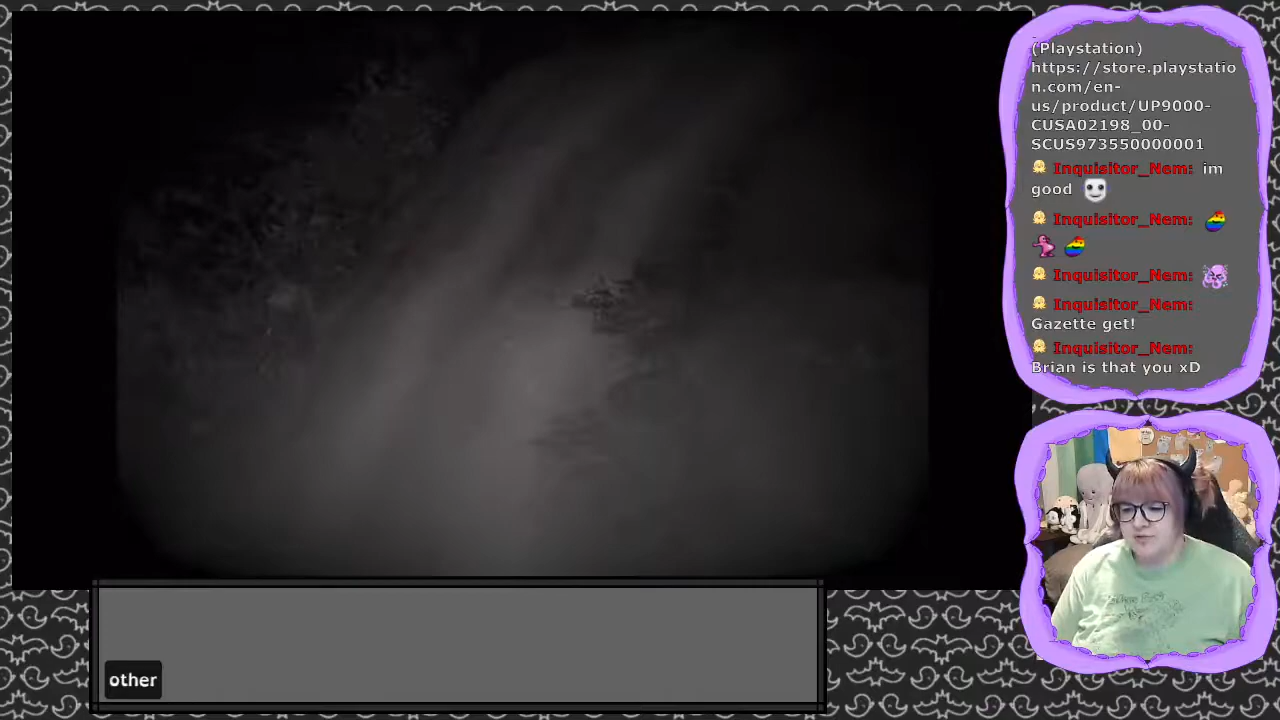 (Playstation)
https://store.playstatio
n.com/en-
us/product/UP9000-
CUSA02198_00-
SCUS973550000001
Inquisitor_Nem: im
good
Inquisitor_Nem:
Inquisitor_Nem:
Inquisitor_Nem:
Gazette get!
Inquisitor_Nem:
Brian is that you xD
other